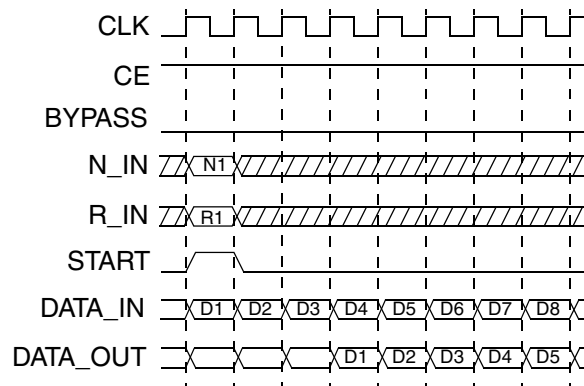 CLK
CE
BYPASS
N_IN N1
R_IN R1
START
DATA_IN D1 D2 D3 D4 D5 D6 D7 D8
DATA_OUT D1 D2 D3 D4 D5